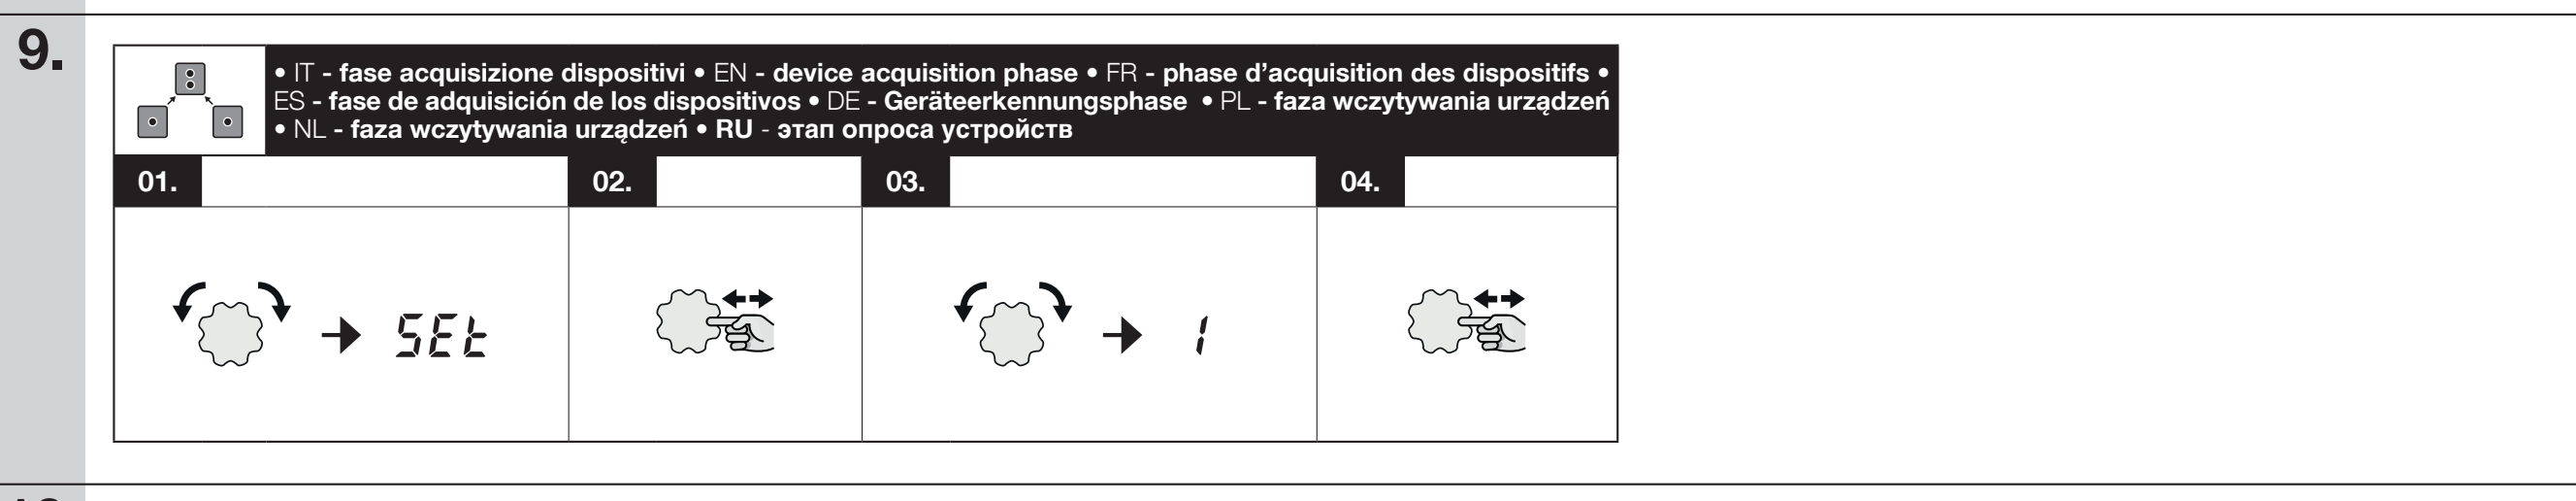 9.
• IT - fase acquisizione dispositivi • EN - device acquisition phase • FR - phase d’acquisition des dispositifs •
ES - fase de adquisición de los dispositivos • DE - Geräteerkennungsphase • PL - faza wczytywania urządzeń
• NL - faza wczytywania urządzeń • RU - этап опроса устройств
01. 02. 03. 04.
SEt 1